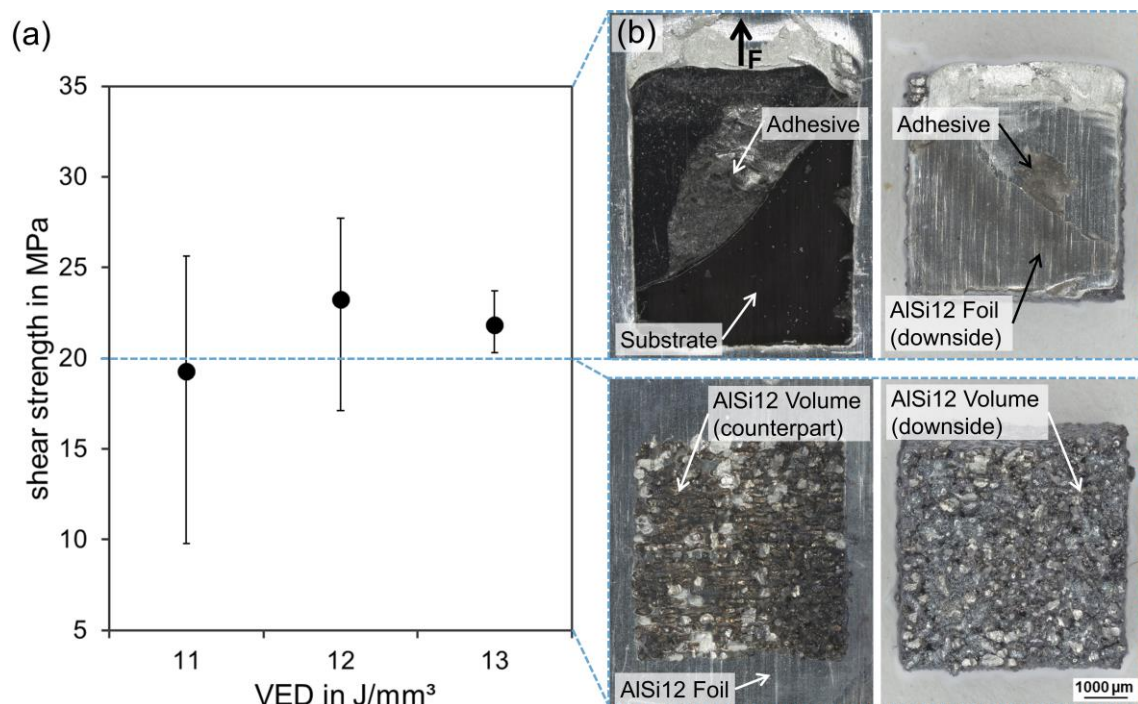 (a)
35
30
25
20
15
10
5
shear strength in MPa
11
12
13
VED in J/mm³
(b)
F
Adhesive
Substrate
Adhesive
AlSi12 Foil
(downside)
AlSi12 Volume
(counterpart)
AlSi12 Foil
AlSi12 Volume
(downside)
1000 µm